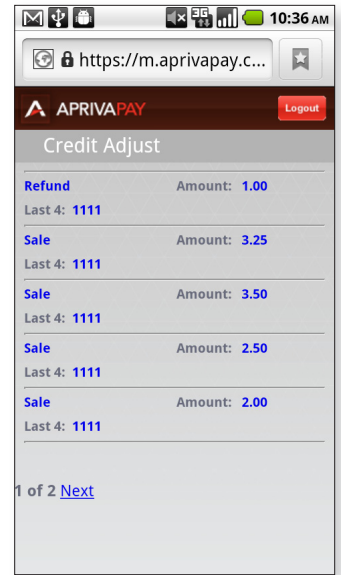 3G
10:36 AM
https://m.aprivapay.c...
APRIVAPAY
Logout
Credit Adjust
Refund Amount: 1.00
Last 4: 1111
Sale Amount: 3.25
Last 4: 1111
Sale Amount: 3.50
Last 4: 1111
Sale Amount: 2.50
Last 4: 1111
Sale Amount: 2.00
Last 4: 1111
1 of 2 Next